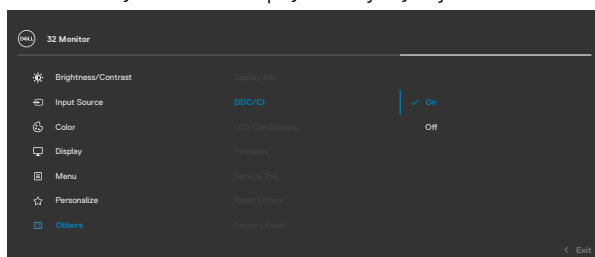 DELL
32 Monitor
Brightness/Contrast
Display Info
Input Source
DDC/CI
On
Color
LCD Conditioning
Off
Display
Firmware
Menu
Service Tag
Personalize
Reset Others
Others
Factory Reset
Exit